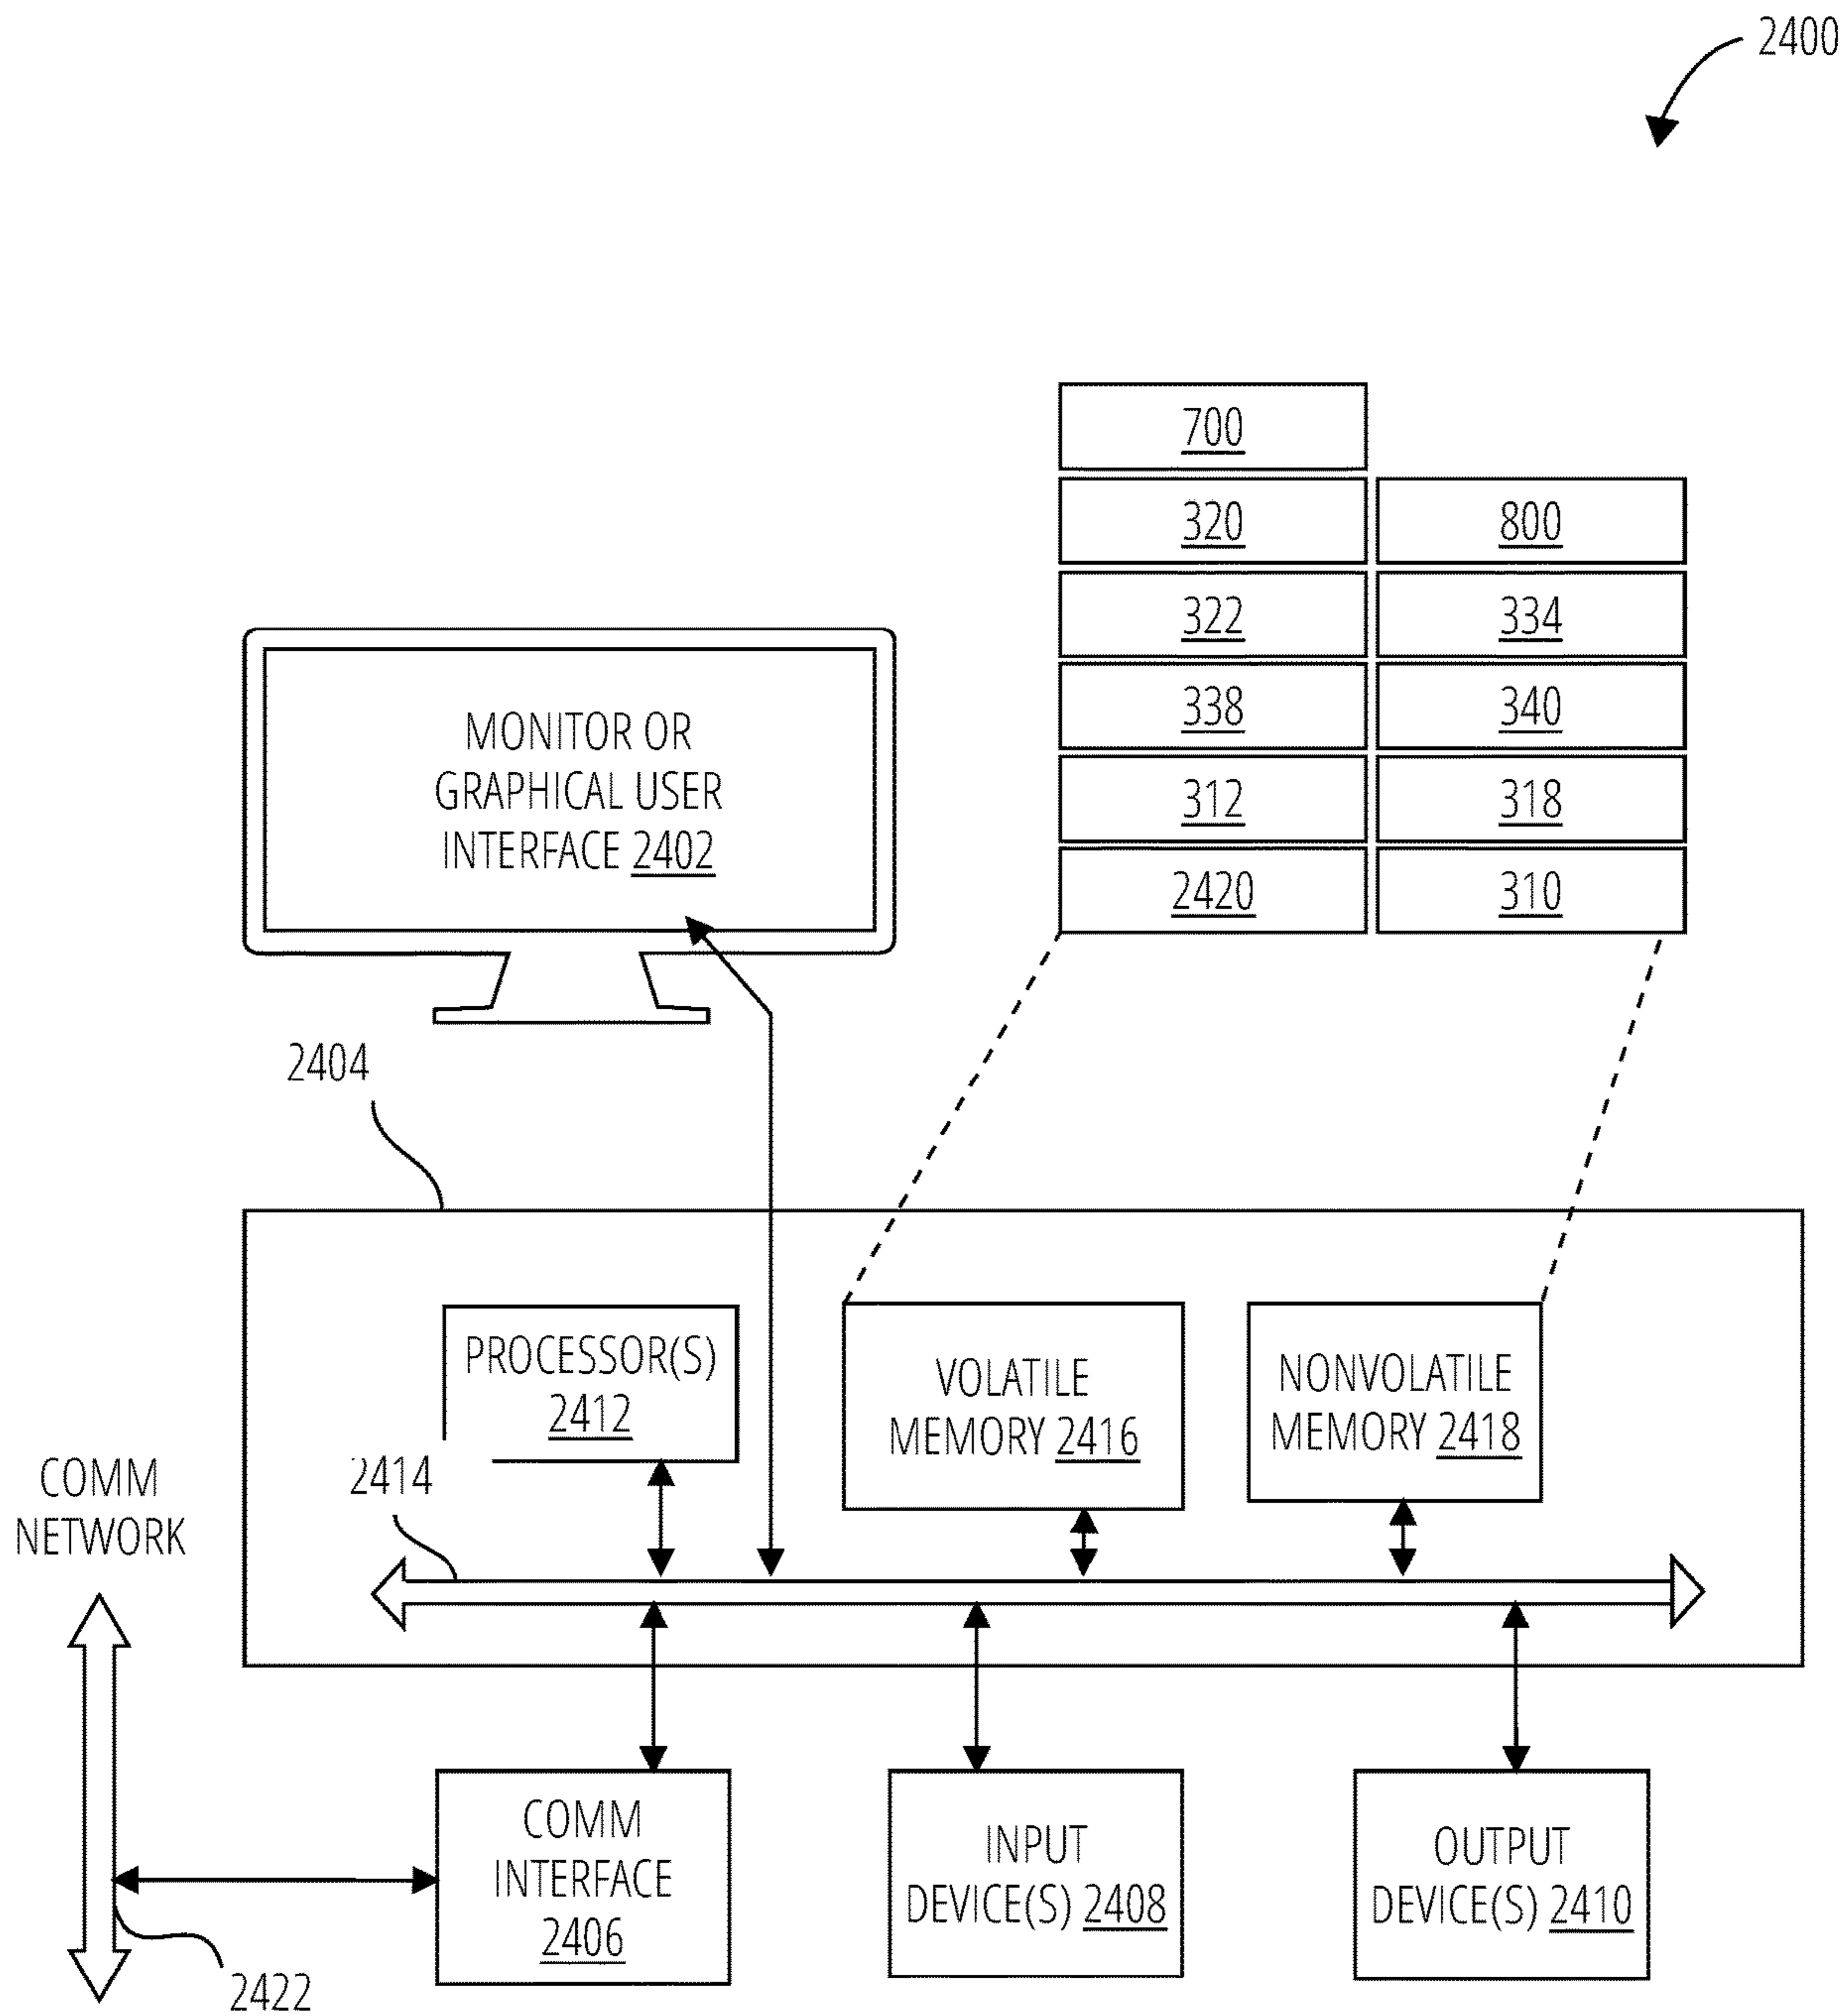 2400
700
320
800
322
334
338
340
312
318
2420
310
MONITOR OR
GRAPHICAL USER
INTERFACE 2402
2404
PROCESSOR(S)
2412
VOLATILE
MEMORY 2416
NONVOLATILE
MEMORY 2418
2414
COMM
NETWORK
COMM
INTERFACE
2406
INPUT
DEVICE(S) 2408
OUTPUT
DEVICE(S) 2410
2422